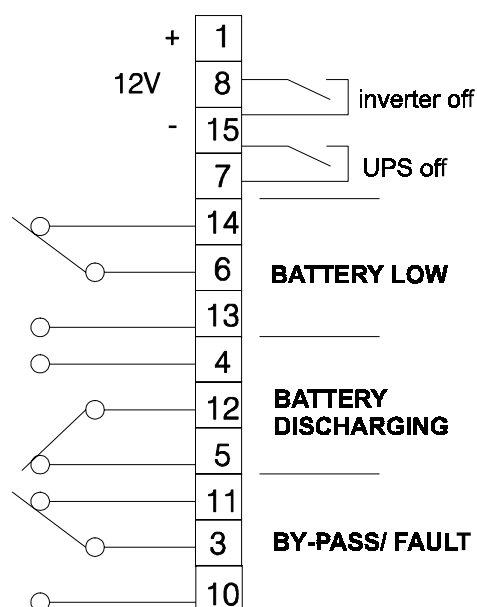 + 1
12V 8 inverter off
- 15
7 UPS off
14
6 BATTERY LOW
13
4
12 BATTERY
DISCHARGING
5
11
3 BY-PASS/ FAULT
10